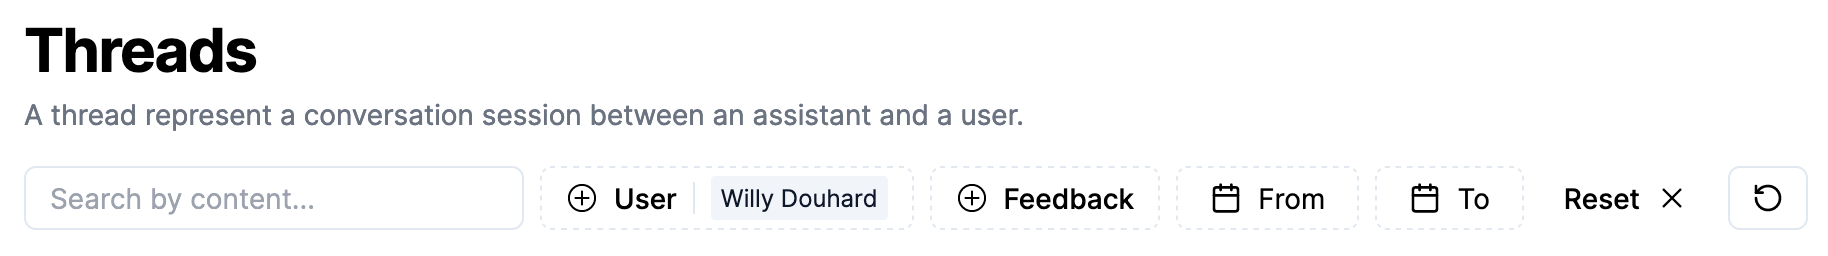 Threads
A thread represent a conversation session between an assistant and a user.
Search by content... User Willy Douhard Feedback From To Reset